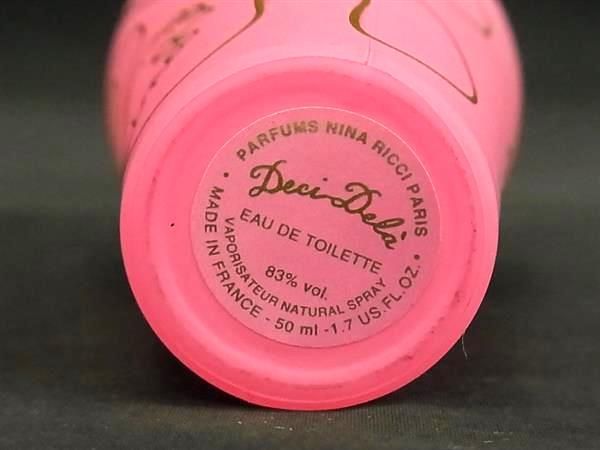 PARFUMS NINA RICCI PARIS
Deci Delà
EAU DE TOILETTE
83% vol.
VAPORISATEUR NATURAL SPRAY
• MADE IN FRANCE - 50 ml - 1.7 US.FL.OZ. •